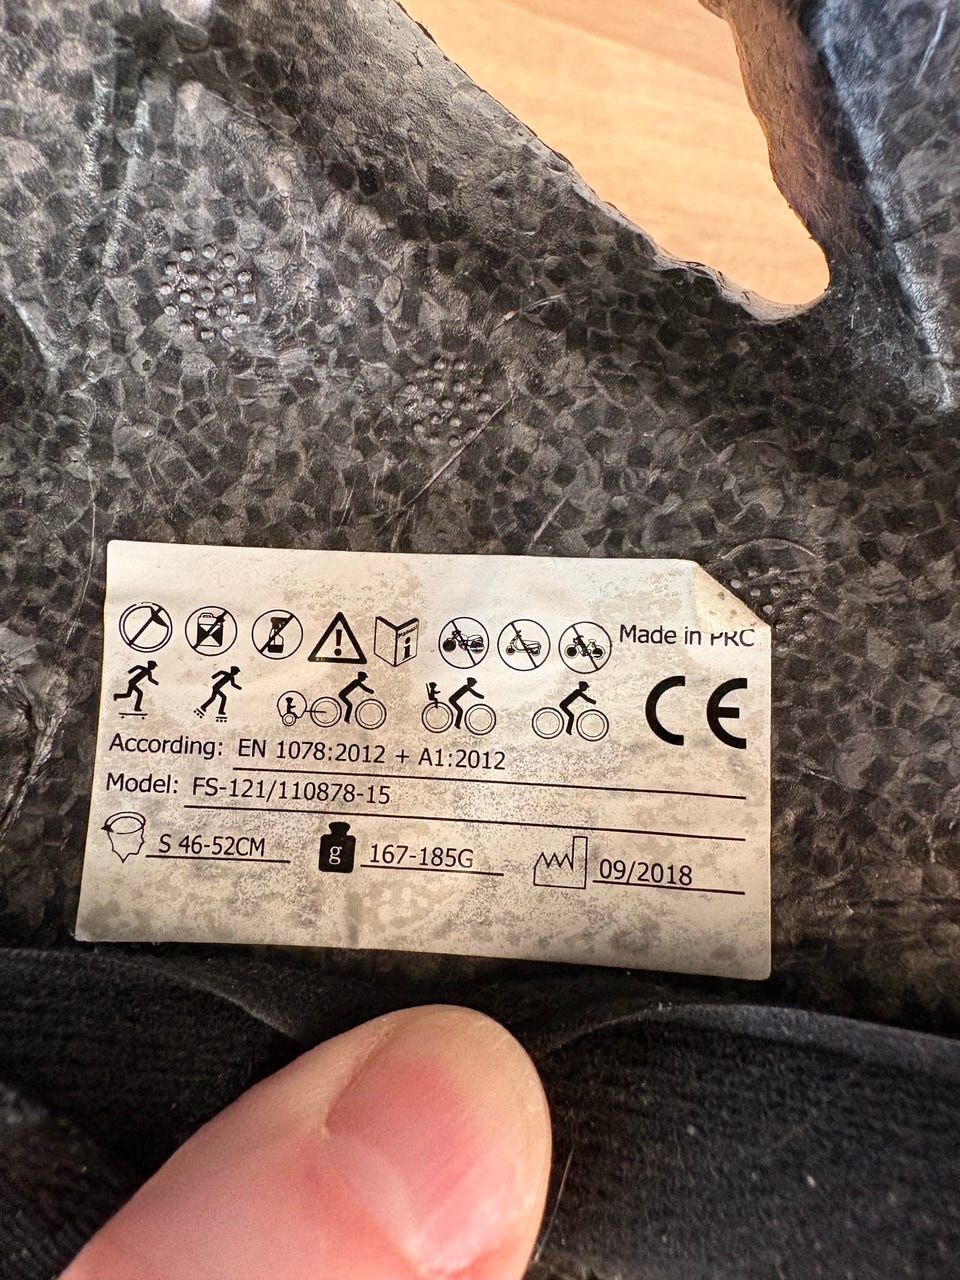 Made in PRC
CE
According: EN 1078:2012 + A1:2012
Model: FS-121/110878-15
S 46-52CM g 167-185G 09/2018